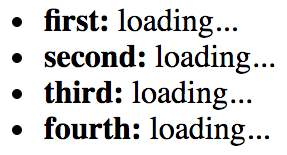 • first: loading...
• second: loading...
• third: loading...
• fourth: loading...